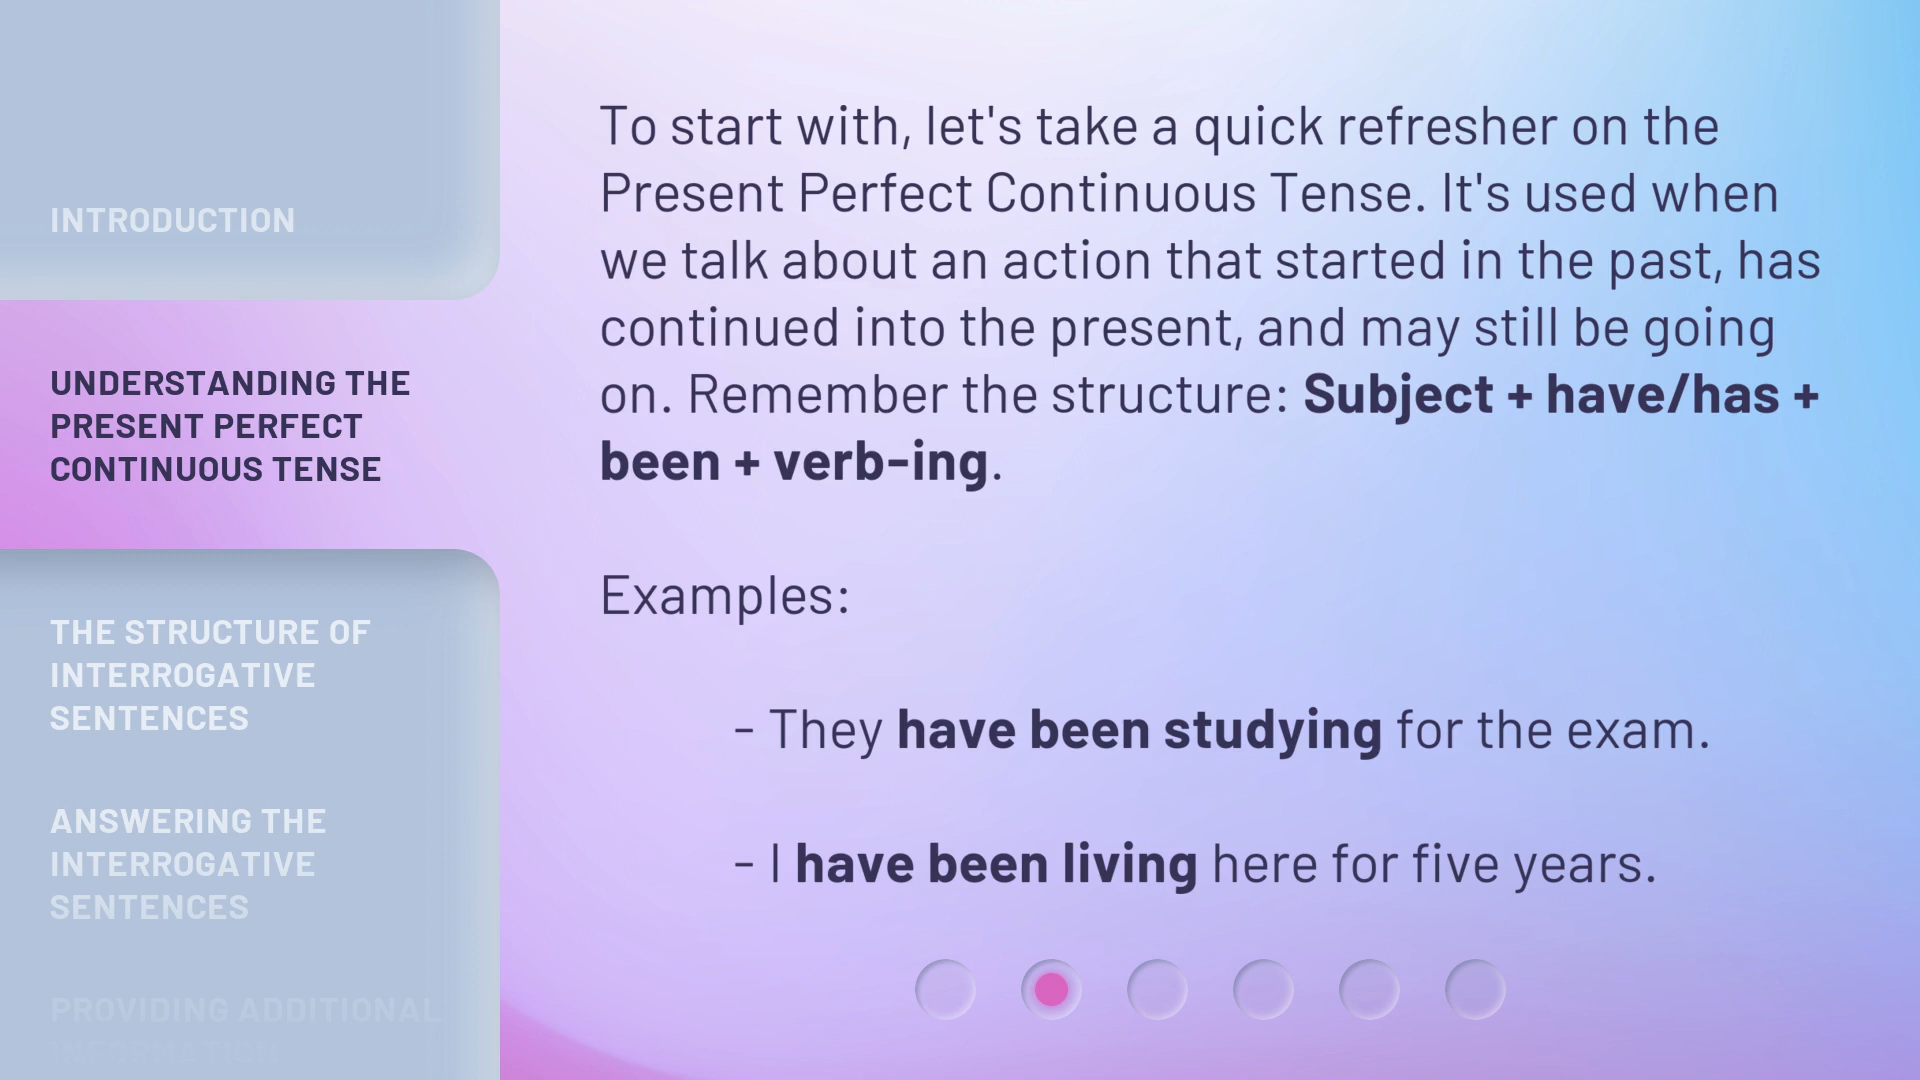 INTRODUCTION
UNDERSTANDING THE
PRESENT PERFECT
CONTINUOUS TENSE
THE STRUCTURE OF
INTERROGATIVE
SENTENCES
ANSWERING THE
INTERROGATIVE
SENTENCES
PROVIDING ADDITIONAL
INFORMATION
To start with, let's take a quick refresher on the
Present Perfect Continuous Tense. It's used when
we talk about an action that started in the past, has
continued into the present, and may still be going
on. Remember the structure: Subject + have/has +
been + verb-ing.
Examples:
- They have been studying for the exam.
- I have been living here for five years.